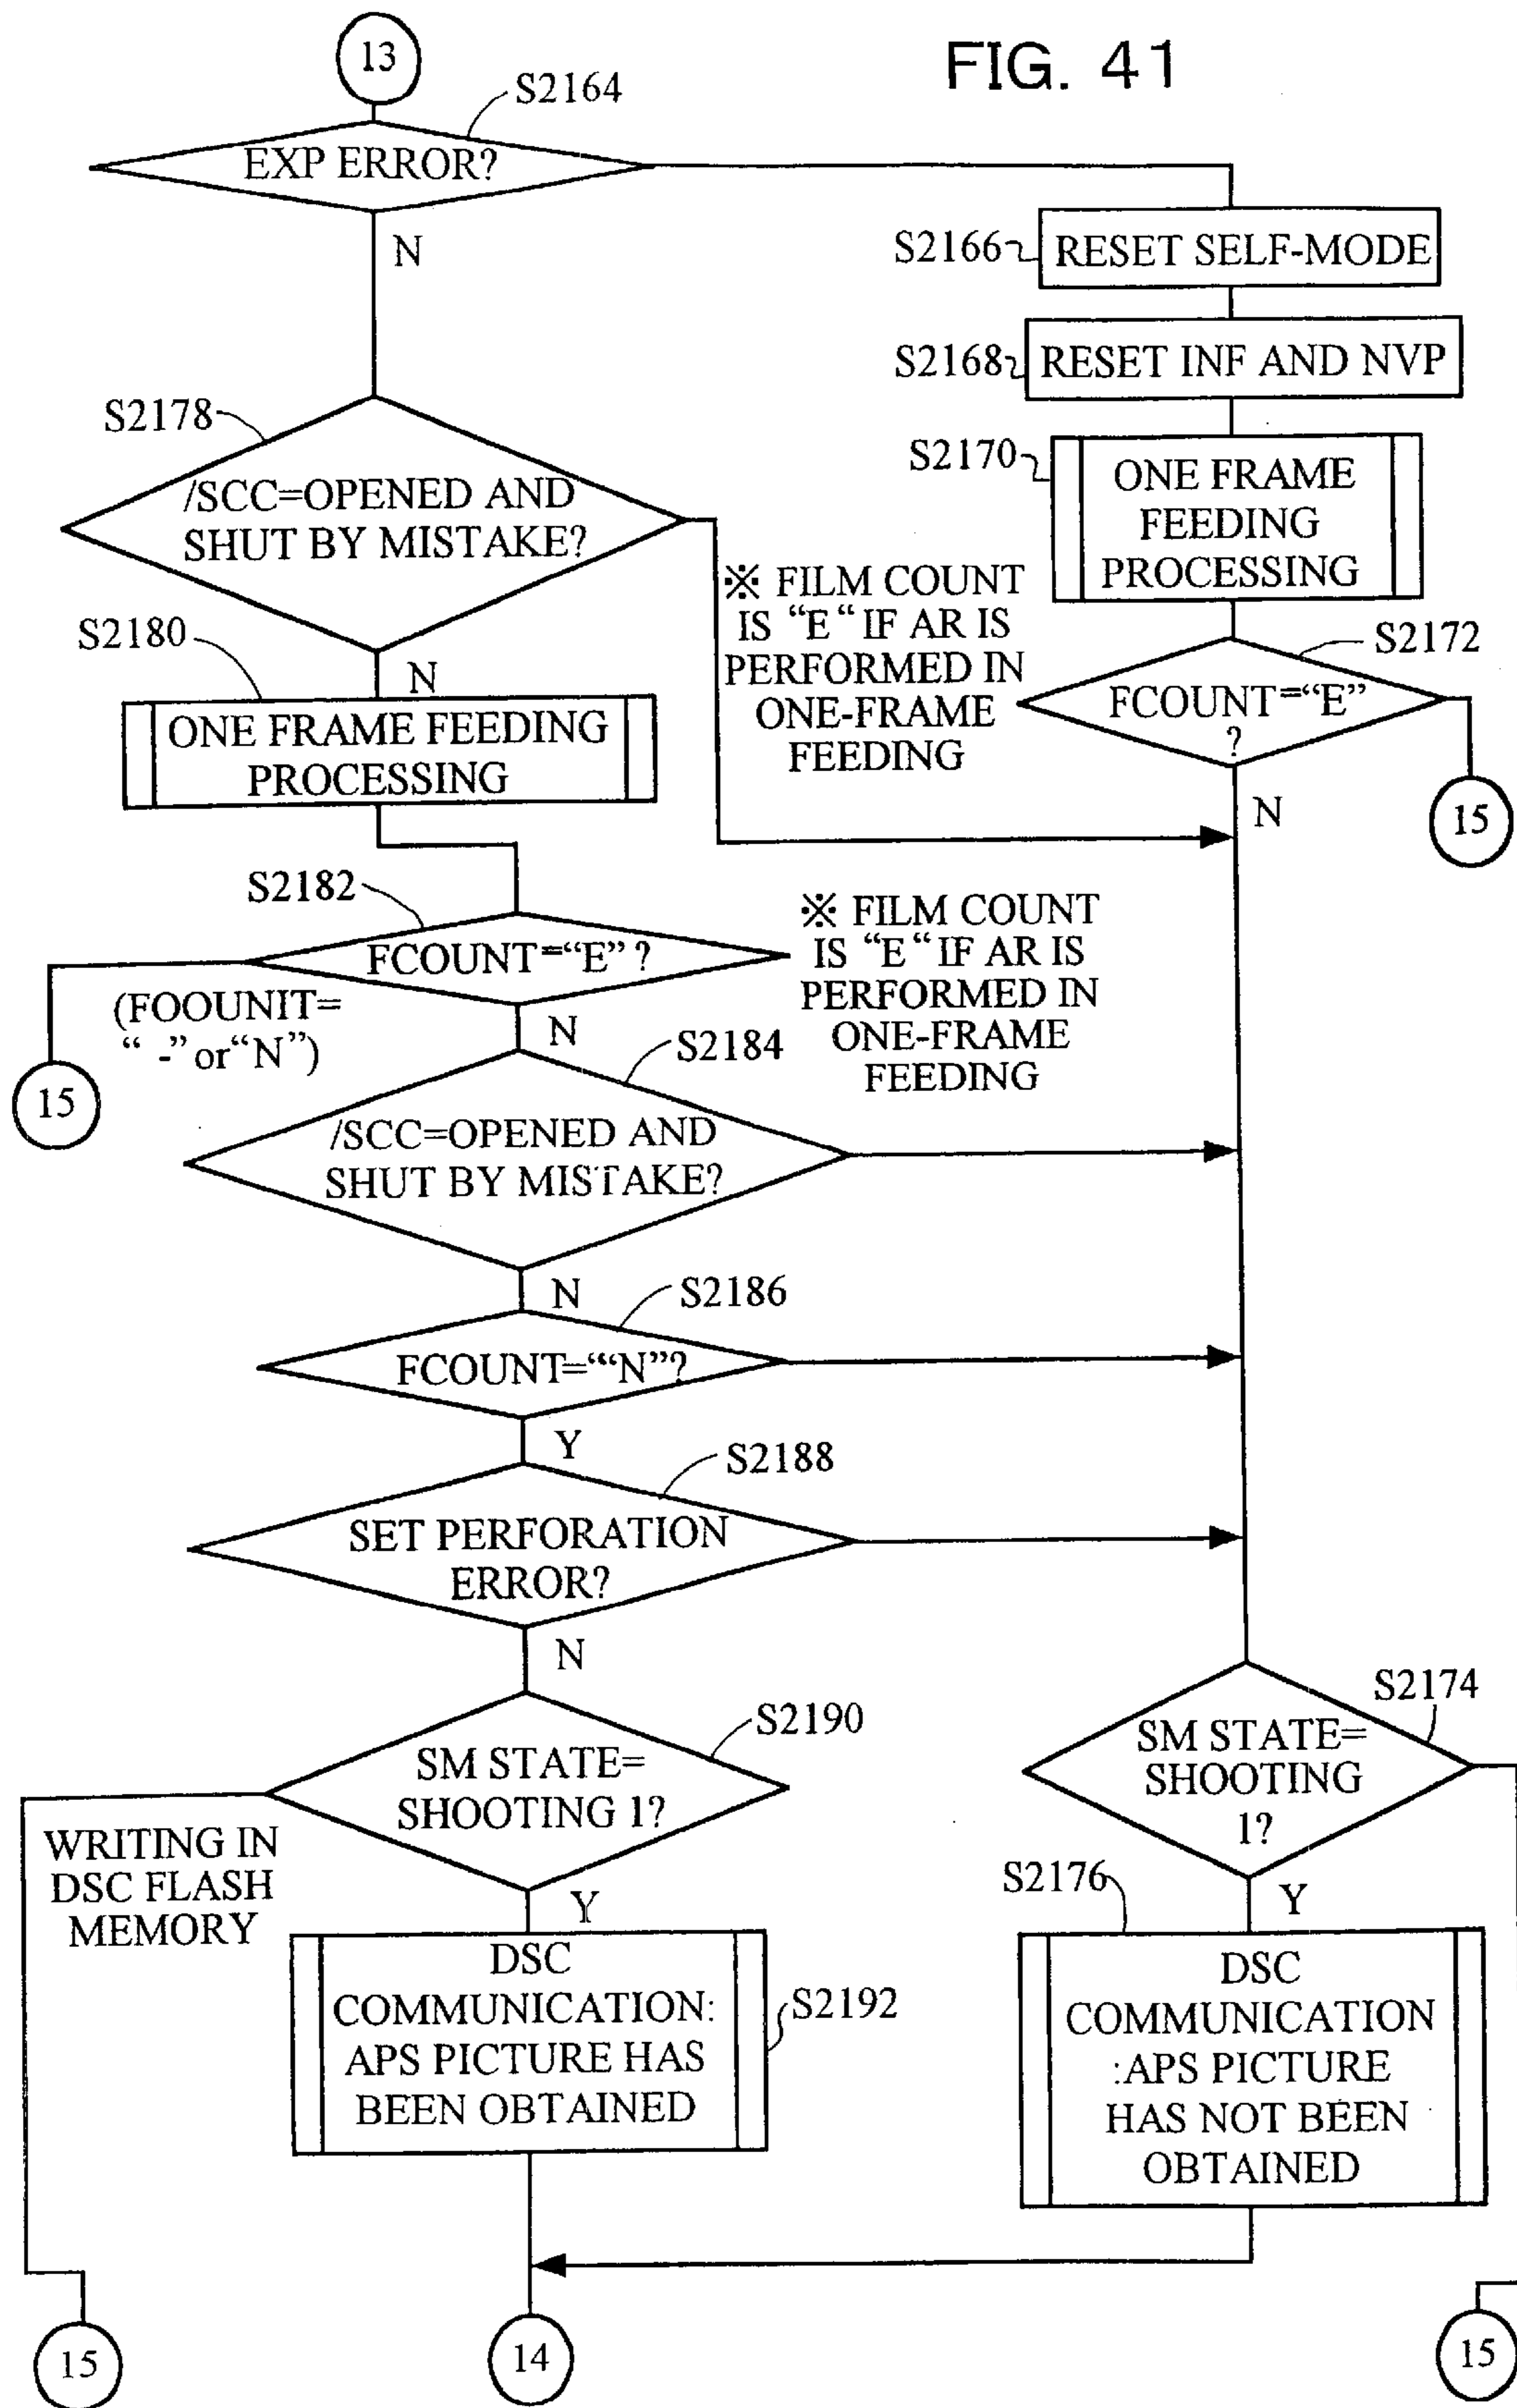 FIG. 41
13
S2164
EXP ERROR?
N
S2166
RESET SELF-MODE
S2168
RESET INF AND NVP
S2170
ONE FRAME
FEEDING
PROCESSING
S2172
FCOUNT=“E”
?
N
15
S2178
/SCC=OPENED AND
SHUT BY MISTAKE?
※ FILM COUNT
IS “E“ IF AR IS
PERFORMED IN
ONE-FRAME
FEEDING
N
S2180
ONE FRAME FEEDING
PROCESSING
S2182
FCOUNT=“E” ?
※ FILM COUNT
IS “E“ IF AR IS
PERFORMED IN
ONE-FRAME
FEEDING
(FOOUNIT=
“ -” or “N”)
15
N
S2184
/SCC=OPENED AND
SHUT BY MISTAKE?
N
S2186
FCOUNT=““N”?
Y
S2188
SET PERFORATION
ERROR?
N
S2190
SM STATE=
SHOOTING 1?
WRITING IN
DSC FLASH
MEMORY
Y
DSC
COMMUNICATION:
APS PICTURE HAS
BEEN OBTAINED
S2192
S2174
SM STATE=
SHOOTING
1?
S2176
Y
DSC
COMMUNICATION
:APS PICTURE
HAS NOT BEEN
OBTAINED
15
14
15